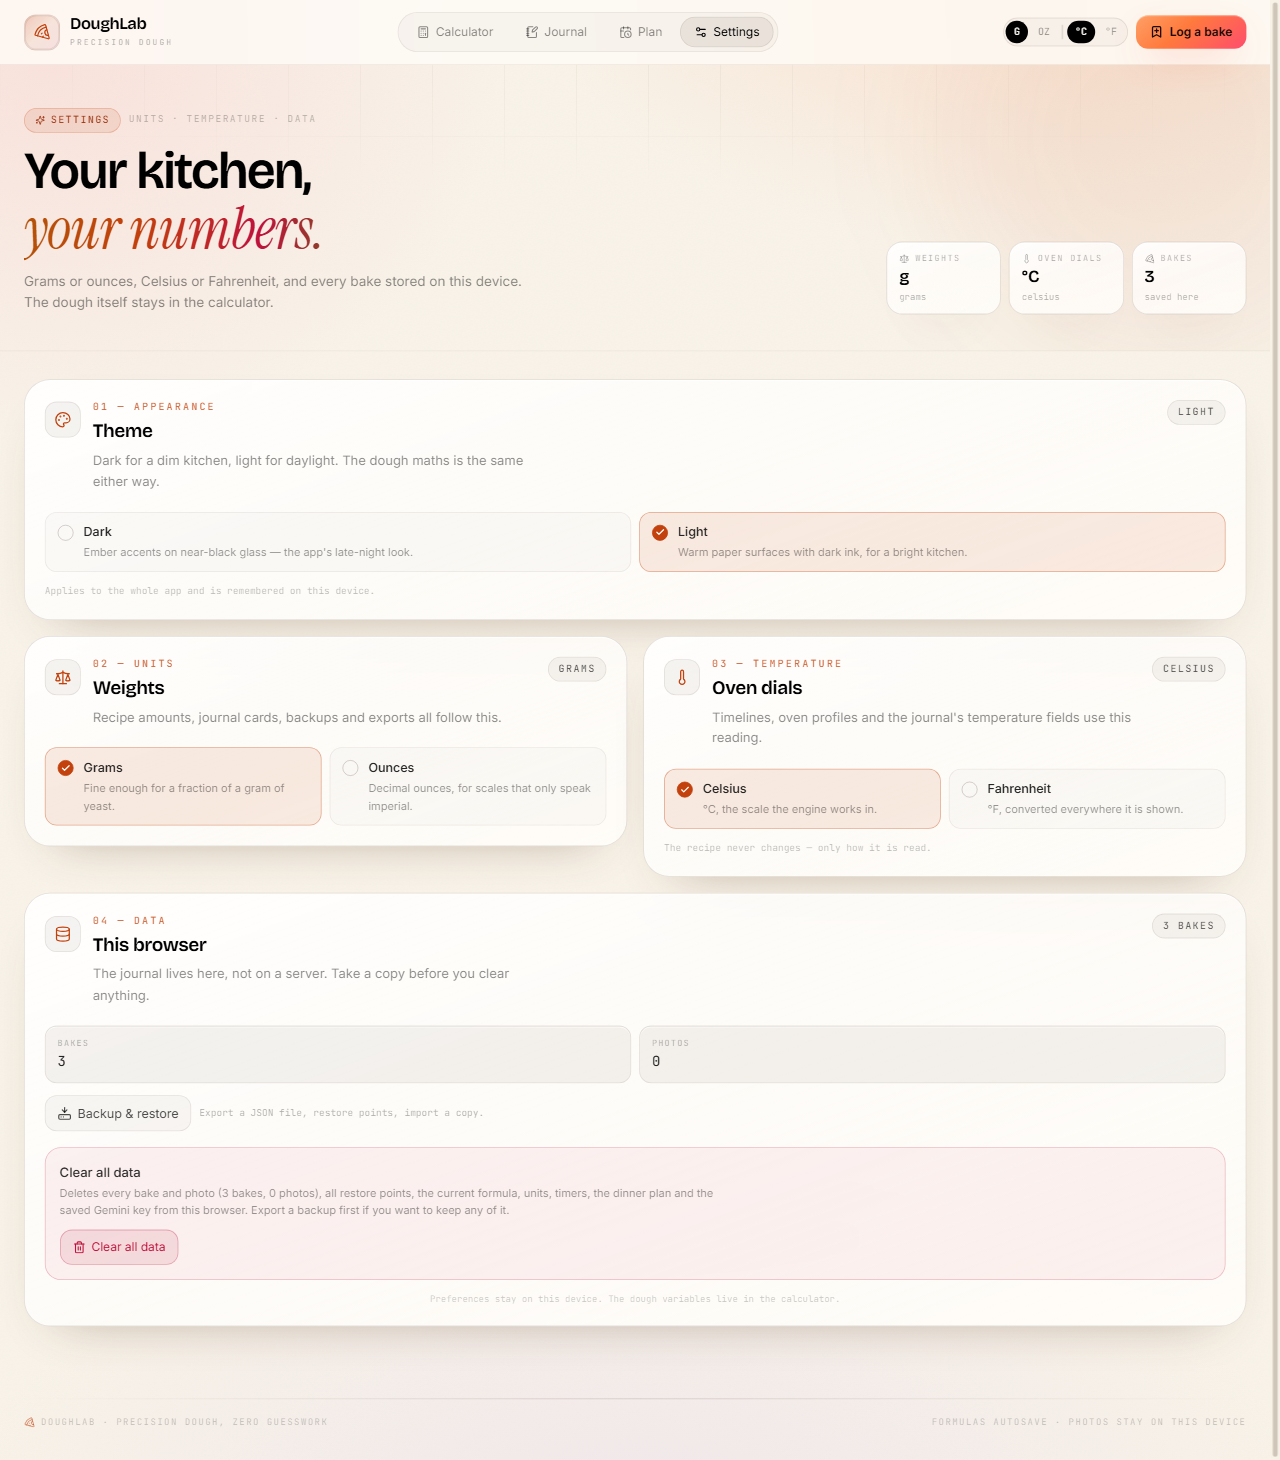 DoughLab
PRECISION DOUGH
Calculator
Journal
Plan
Settings
G OZ | °C °F
Log a bake
SETTINGS
UNITS · TEMPERATURE · DATA
Your kitchen,
your numbers.
Grams or ounces, Celsius or Fahrenheit, and every bake stored on this device.
The dough itself stays in the calculator.
WEIGHTS
g
grams
OVEN DIALS
°C
celsius
BAKES
3
saved here
01 — APPEARANCE
Theme
Dark for a dim kitchen, light for daylight. The dough maths is the same
either way.
LIGHT
Dark
Ember accents on near-black glass — the app's late-night look.
Light
Warm paper surfaces with dark ink, for a bright kitchen.
Applies to the whole app and is remembered on this device.
02 — UNITS
Weights
Recipe amounts, journal cards, backups and exports all follow this.
GRAMS
Grams
Fine enough for a fraction of a gram of
yeast.
Ounces
Decimal ounces, for scales that only speak
imperial.
03 — TEMPERATURE
Oven dials
Timelines, oven profiles and the journal's temperature fields use this
reading.
CELSIUS
Celsius
°C, the scale the engine works in.
Fahrenheit
°F, converted everywhere it is shown.
The recipe never changes — only how it is read.
04 — DATA
This browser
The journal lives here, not on a server. Take a copy before you clear
anything.
3 BAKES
BAKES
3
PHOTOS
0
Backup & restore
Export a JSON file, restore points, import a copy.
Clear all data
Deletes every bake and photo (3 bakes, 0 photos), all restore points, the current formula, units, timers, the dinner plan and the
saved Gemini key from this browser. Export a backup first if you want to keep any of it.
Clear all data
Preferences stay on this device. The dough variables live in the calculator.
DOUGHLAB · PRECISION DOUGH, ZERO GUESSWORK
FORMULAS AUTOSAVE · PHOTOS STAY ON THIS DEVICE